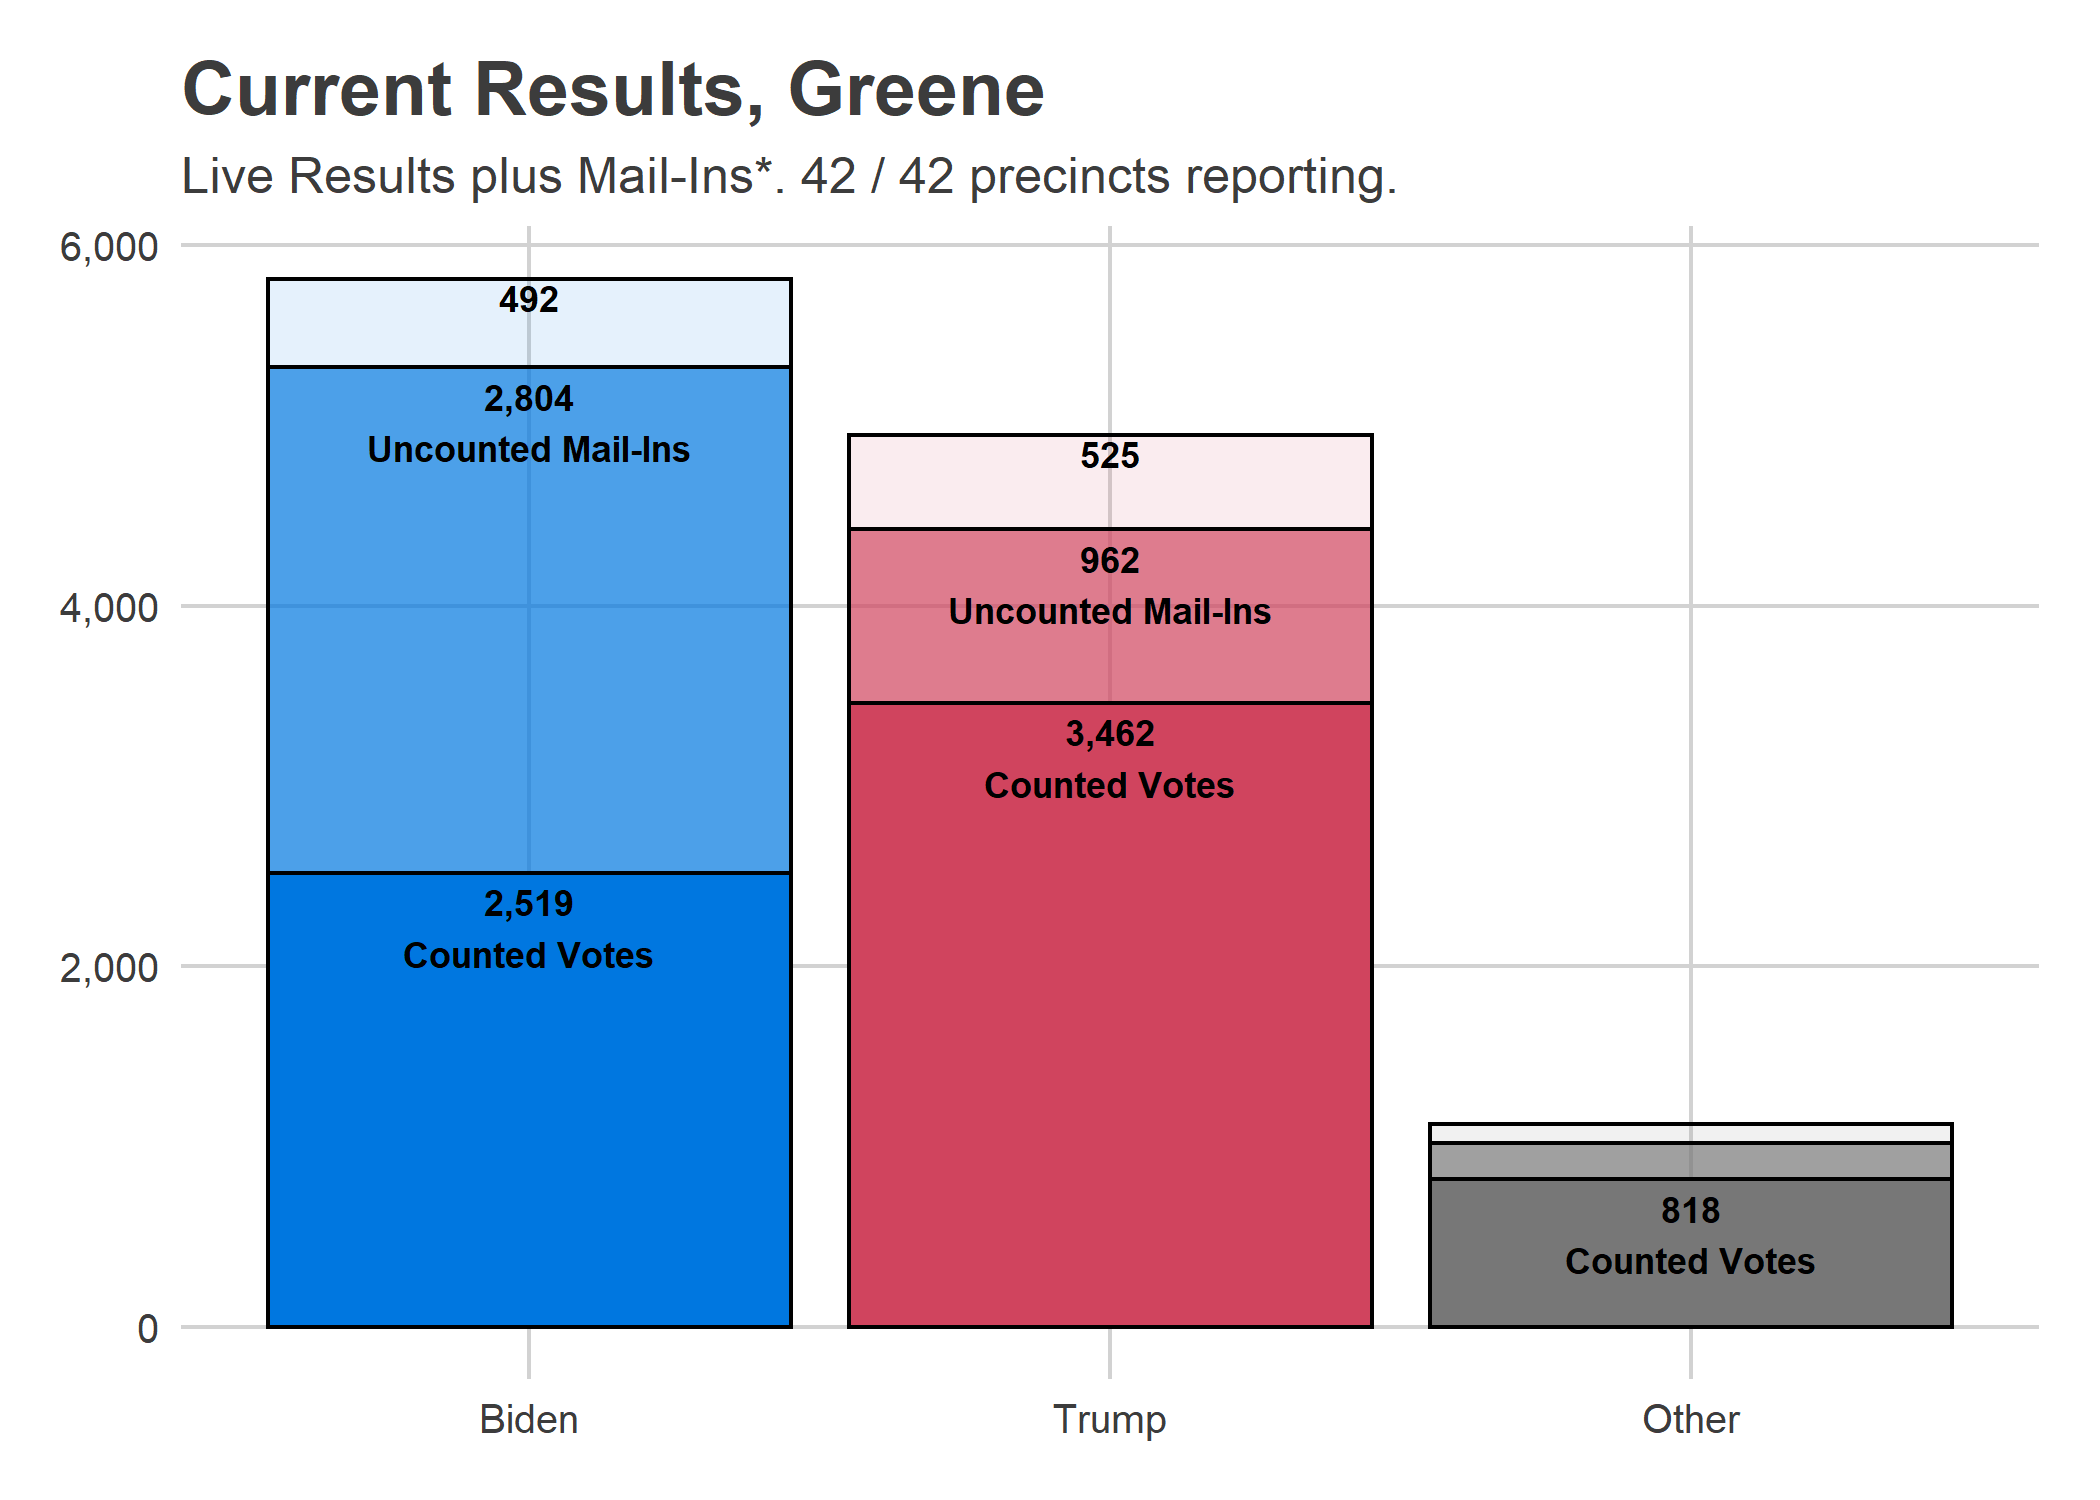 Current Results, Greene
Live Results plus Mail-Ins*. 42 / 42 precincts reporting.
6,000
4,000
2,000
0
492
2,804
Uncounted Mail-Ins
2,519
Counted Votes
525
962
Uncounted Mail-Ins
3,462
Counted Votes
818
Counted Votes
Biden
Trump
Other